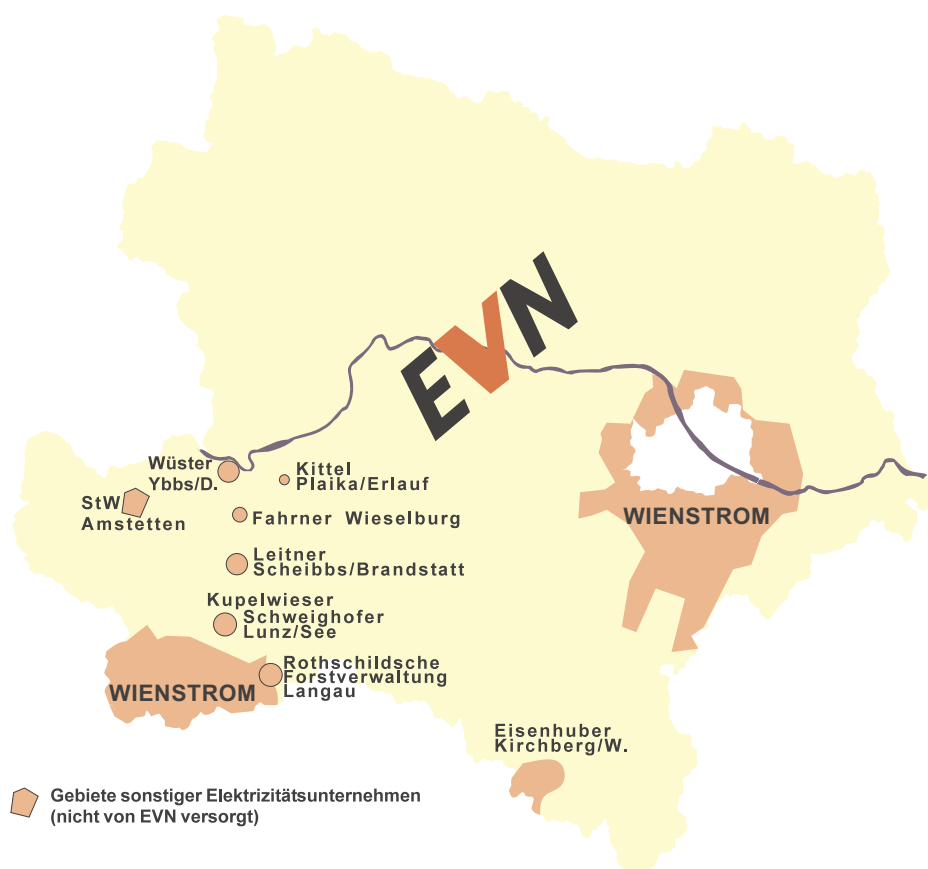 EVN
Wüster
Ybbs/D.
Kittel
Plaika/Erlauf
StW
Amstetten
Fahrner Wieselburg
WIENSTROM
Leitner
Scheibbs/Brandstatt
Kupelwieser
Schweighofer
Lunz/See
Rothschildsche
Forstverwaltung
Langau
WIENSTROM
Eisenhuber
Kirchberg/W.
Gebiete sonstiger Elektrizitätsunternehmen
(nicht von EVN versorgt)